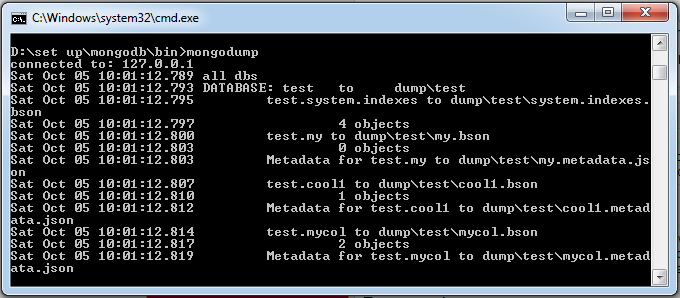 C:\Windows\system32\cmd.exe
D:\set up\mongodb\bin>mongodump
connected to: 127.0.0.1
Sat Oct 05 10:01:12.789 all dbs
Sat Oct 05 10:01:12.793 DATABASE: test   to     dump\test
Sat Oct 05 10:01:12.795         test.system.indexes to dump\test\system.indexes.
bson
Sat Oct 05 10:01:12.797                  4 objects
Sat Oct 05 10:01:12.800         test.my to dump\test\my.bson
Sat Oct 05 10:01:12.803                  0 objects
Sat Oct 05 10:01:12.803         Metadata for test.my to dump\test\my.metadata.js
on
Sat Oct 05 10:01:12.807         test.cool1 to dump\test\cool1.bson
Sat Oct 05 10:01:12.810                  1 objects
Sat Oct 05 10:01:12.812         Metadata for test.cool1 to dump\test\cool1.metad
ata.json
Sat Oct 05 10:01:12.814         test.mycol to dump\test\mycol.bson
Sat Oct 05 10:01:12.817                  2 objects
Sat Oct 05 10:01:12.819         Metadata for test.mycol to dump\test\mycol.metad
ata.json